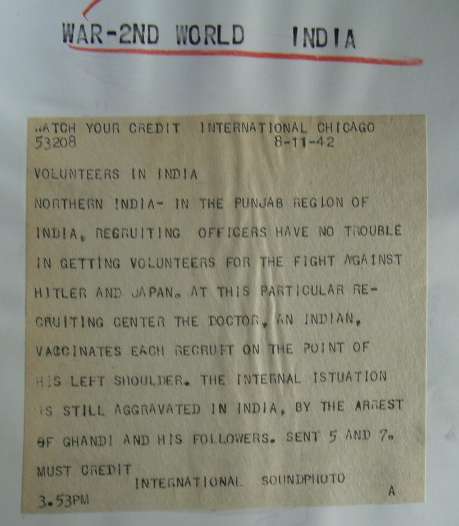 WAR-2ND WORLD INDIA
WATCH YOUR CREDIT INTERNATIONAL CHICAGO
53208 8-11-42
VOLUNTEERS IN INDIA
NORTHERN INDIA- IN THE PUNJAB REGION OF
INDIA, RECRUITING OFFICERS HAVE NO TROUBLE
IN GETTING VOLUNTEERS FOR THE FIGHT AGAINST
HITLER AND JAPAN. AT THIS PARTICULAR RE-
CRUITING CENTER THE DOCTOR, AN INDIAN,
VACCINATES EACH RECRUIT ON THE POINT OF
HIS LEFT SHOULDER. THE INTERNAL ISTUATION
IS STILL AGGRAVATED IN INDIA, BY THE ARREST
OF GHANDI AND HIS FOLLOWERS. SENT 5 AND 7.
MUST CREDIT
INTERNATIONAL SOUNDPHOTO
3.53PM A